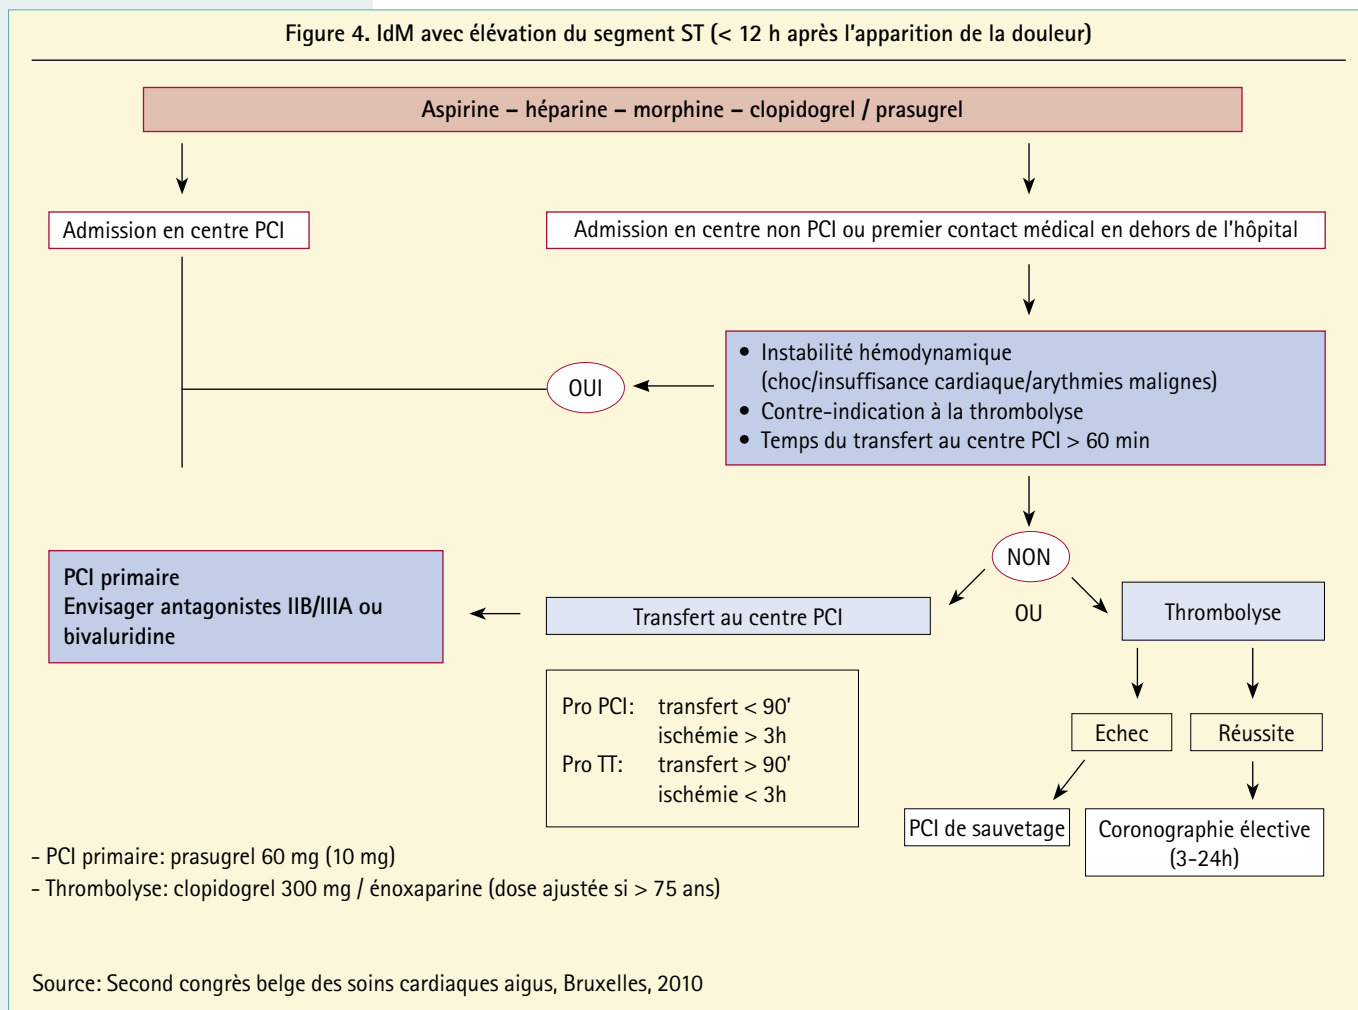 Figure 4. IdM avec élévation du segment ST (< 12 h après l'apparition de la douleur)
Aspirine – héparine – morphine – clopidogrel / prasugrel
Admission en centre PCI
Admission en centre non PCI ou premier contact médical en dehors de l'hôpital
• Instabilité hémodynamique
(choc/insuffisance cardiaque/arythmies malignes)
• Contre-indication à la thrombolyse
• Temps du transfert au centre PCI > 60 min
OUI
NON
OU
PCI primaire
Envisager antagonistes IIB/IIIA ou
bivaluridine
Transfert au centre PCI
Thrombolyse
Pro PCI: transfert < 90'
ischémie > 3h
Pro TT: transfert > 90'
ischémie < 3h
Echec
Réussite
PCI de sauvetage
Coronographie élective
(3-24h)
- PCI primaire: prasugrel 60 mg (10 mg)
- Thrombolyse: clopidogrel 300 mg / énoxaparine (dose ajustée si > 75 ans)
Source: Second congrès belge des soins cardiaques aigus, Bruxelles, 2010